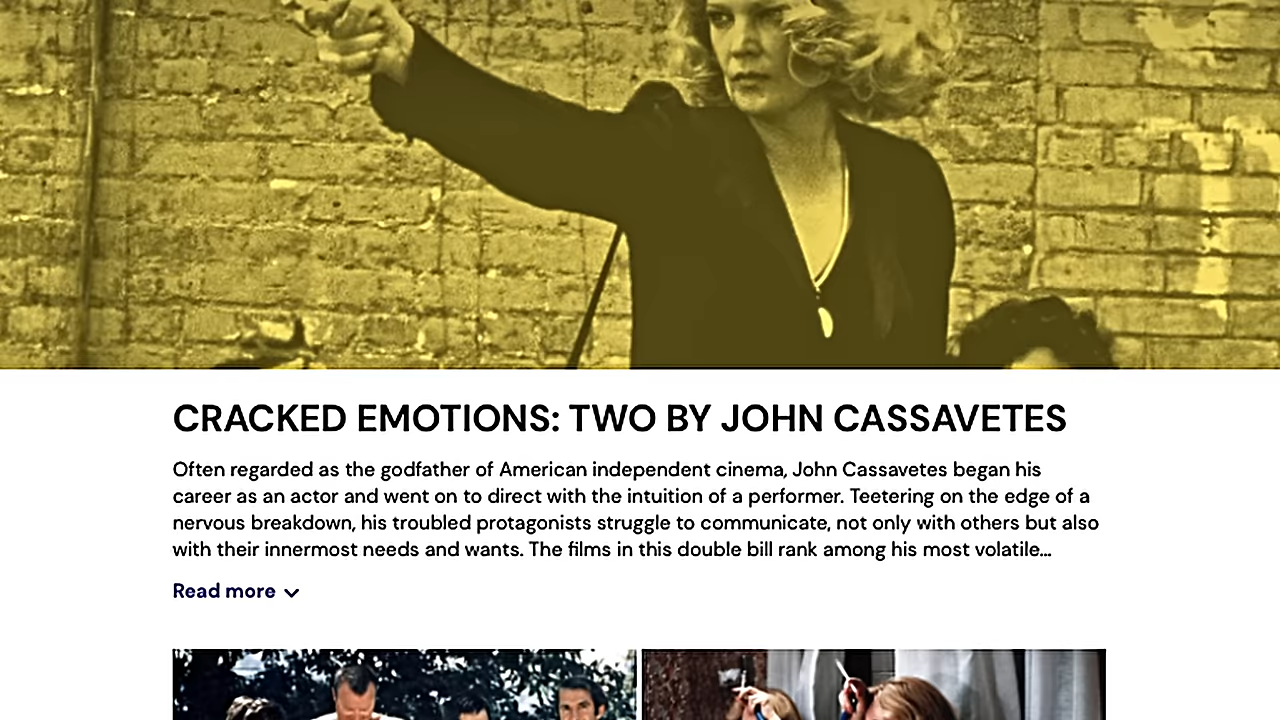 CRACKED EMOTIONS: TWO BY JOHN CASSAVETES
Often regarded as the godfather of American independent cinema, John Cassavetes began his
career as an actor and went on to direct with the intuition of a performer. Teetering on the edge of a
nervous breakdown, his troubled protagonists struggle to communicate, not only with others but also
with their innermost needs and wants. The films in this double bill rank among his most volatile...
Read more